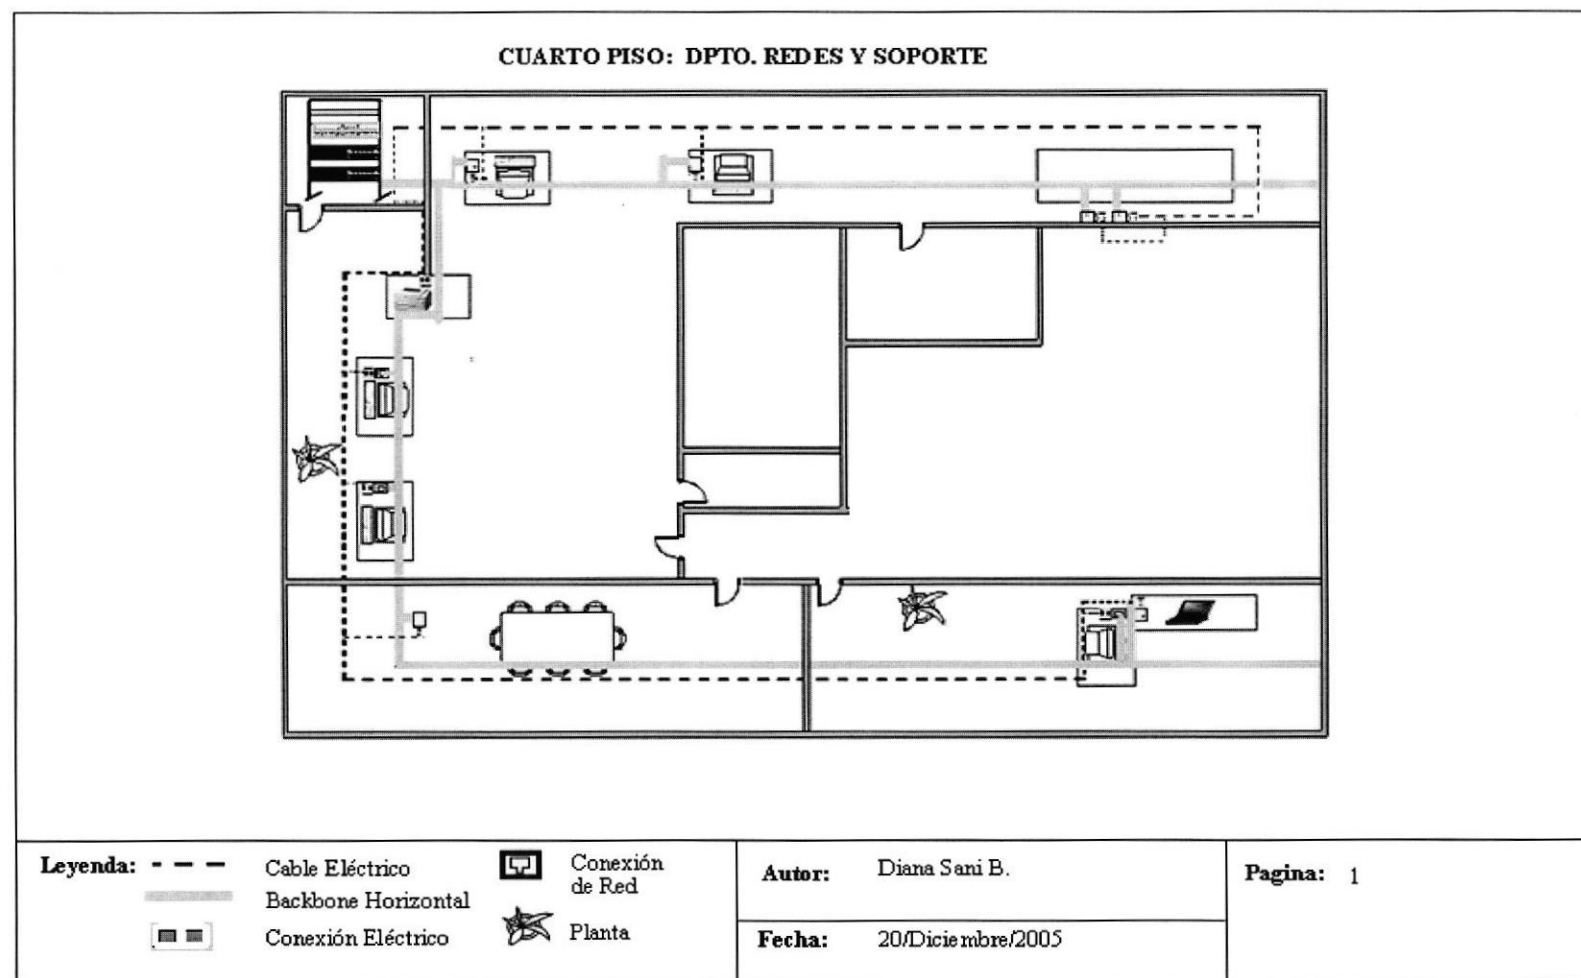 CUARTO PISO: DPTO. REDES Y SOPORTE
Leyenda:
Cable Eléctrico
Backbone Horizontal
Conexión Eléctrico
Conexión
de Red
Planta
Autor: Diana Sani B.
Fecha: 20/Diciembre/2005
Pagina: 1